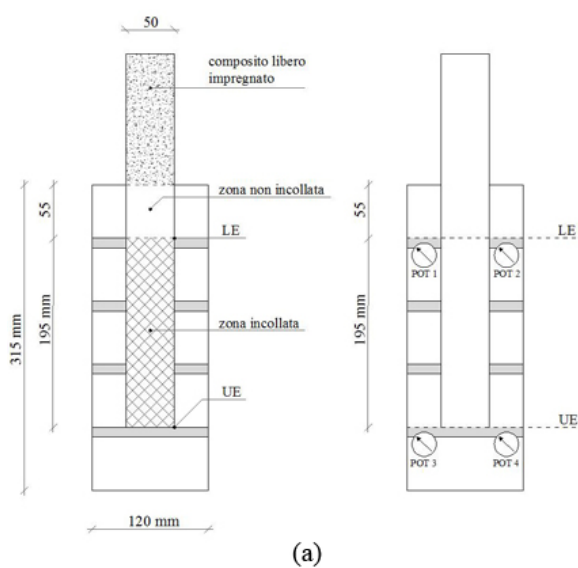 50
composito libero
impregnato
55
zona non incollata
LE
315 mm
195 mm
zona incollata
UE
120 mm
55
LE
POT 1
POT 2
195 mm
UE
POT 3
POT 4
(a)